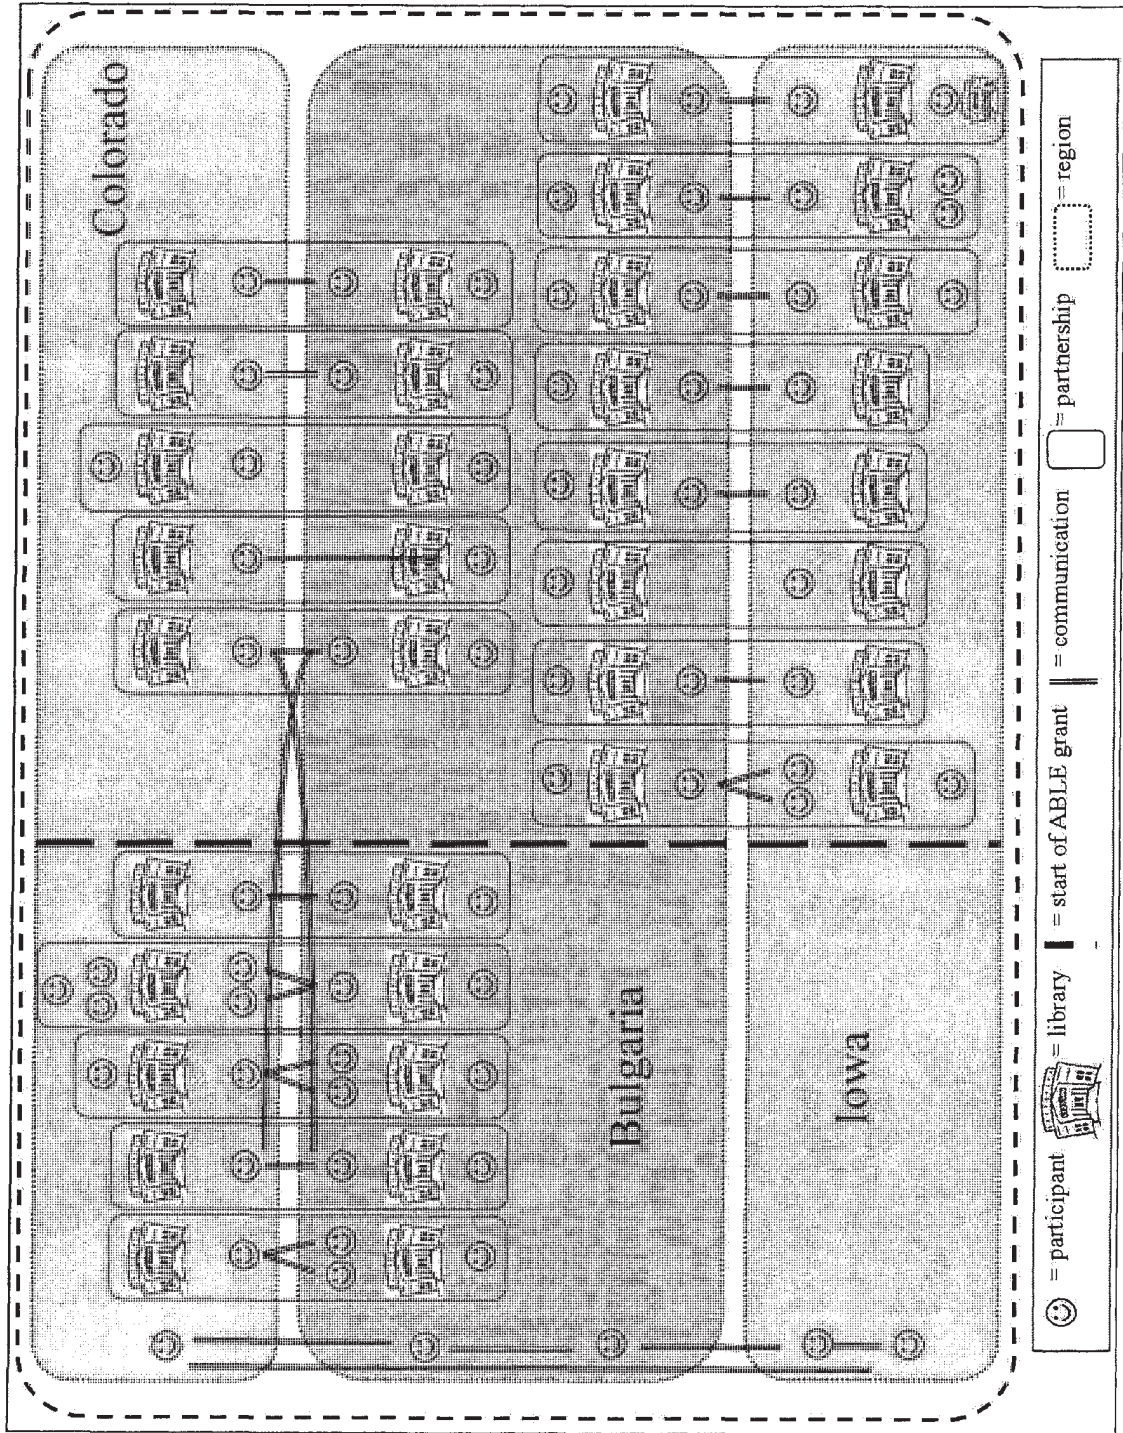 Colorado
Bulgaria
Iowa
= participant = library = start of ABLE grant = communication = partnership = region